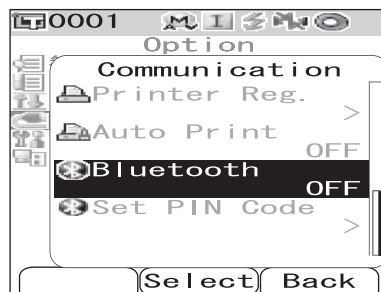 0001 M I
Option
Communication
Printer Reg.
>
Auto Print
OFF
Bluetooth
OFF
Set PIN Code
>
Select Back